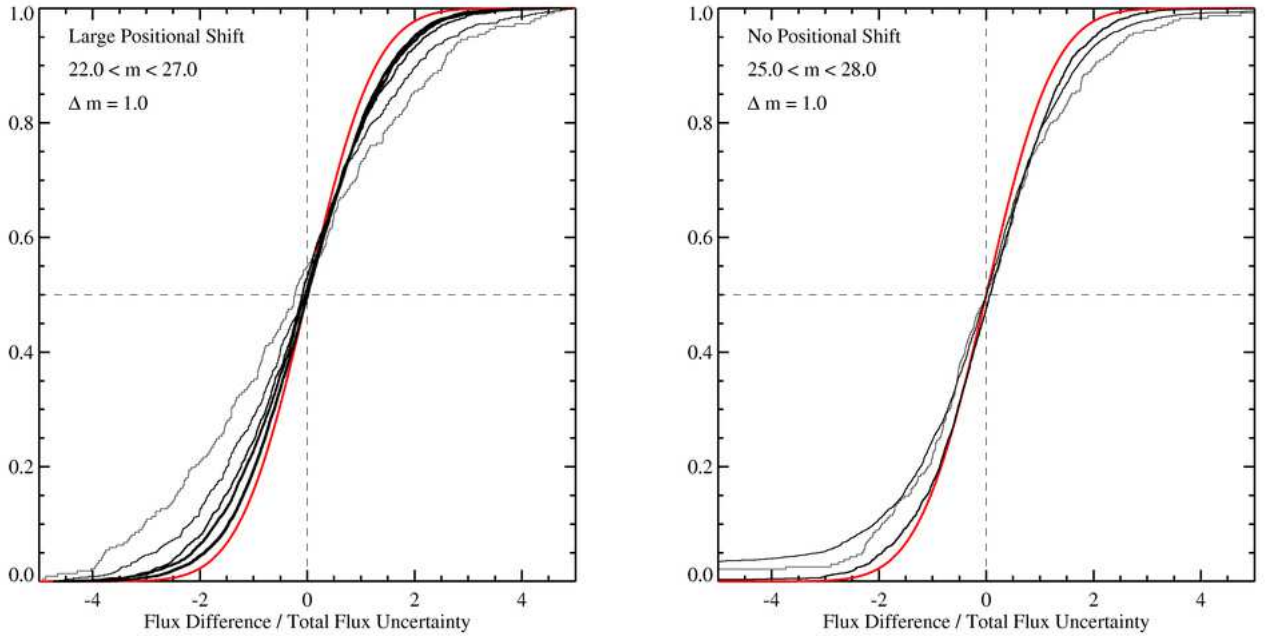 Large Positional Shift
22.0 < m < 27.0
Δ m = 1.0
1.0
0.8
0.6
0.4
0.2
0.0
-4 -2 0 2 4
Flux Difference / Total Flux Uncertainty
No Positional Shift
25.0 < m < 28.0
Δ m = 1.0
1.0
0.8
0.6
0.4
0.2
0.0
-4 -2 0 2 4
Flux Difference / Total Flux Uncertainty